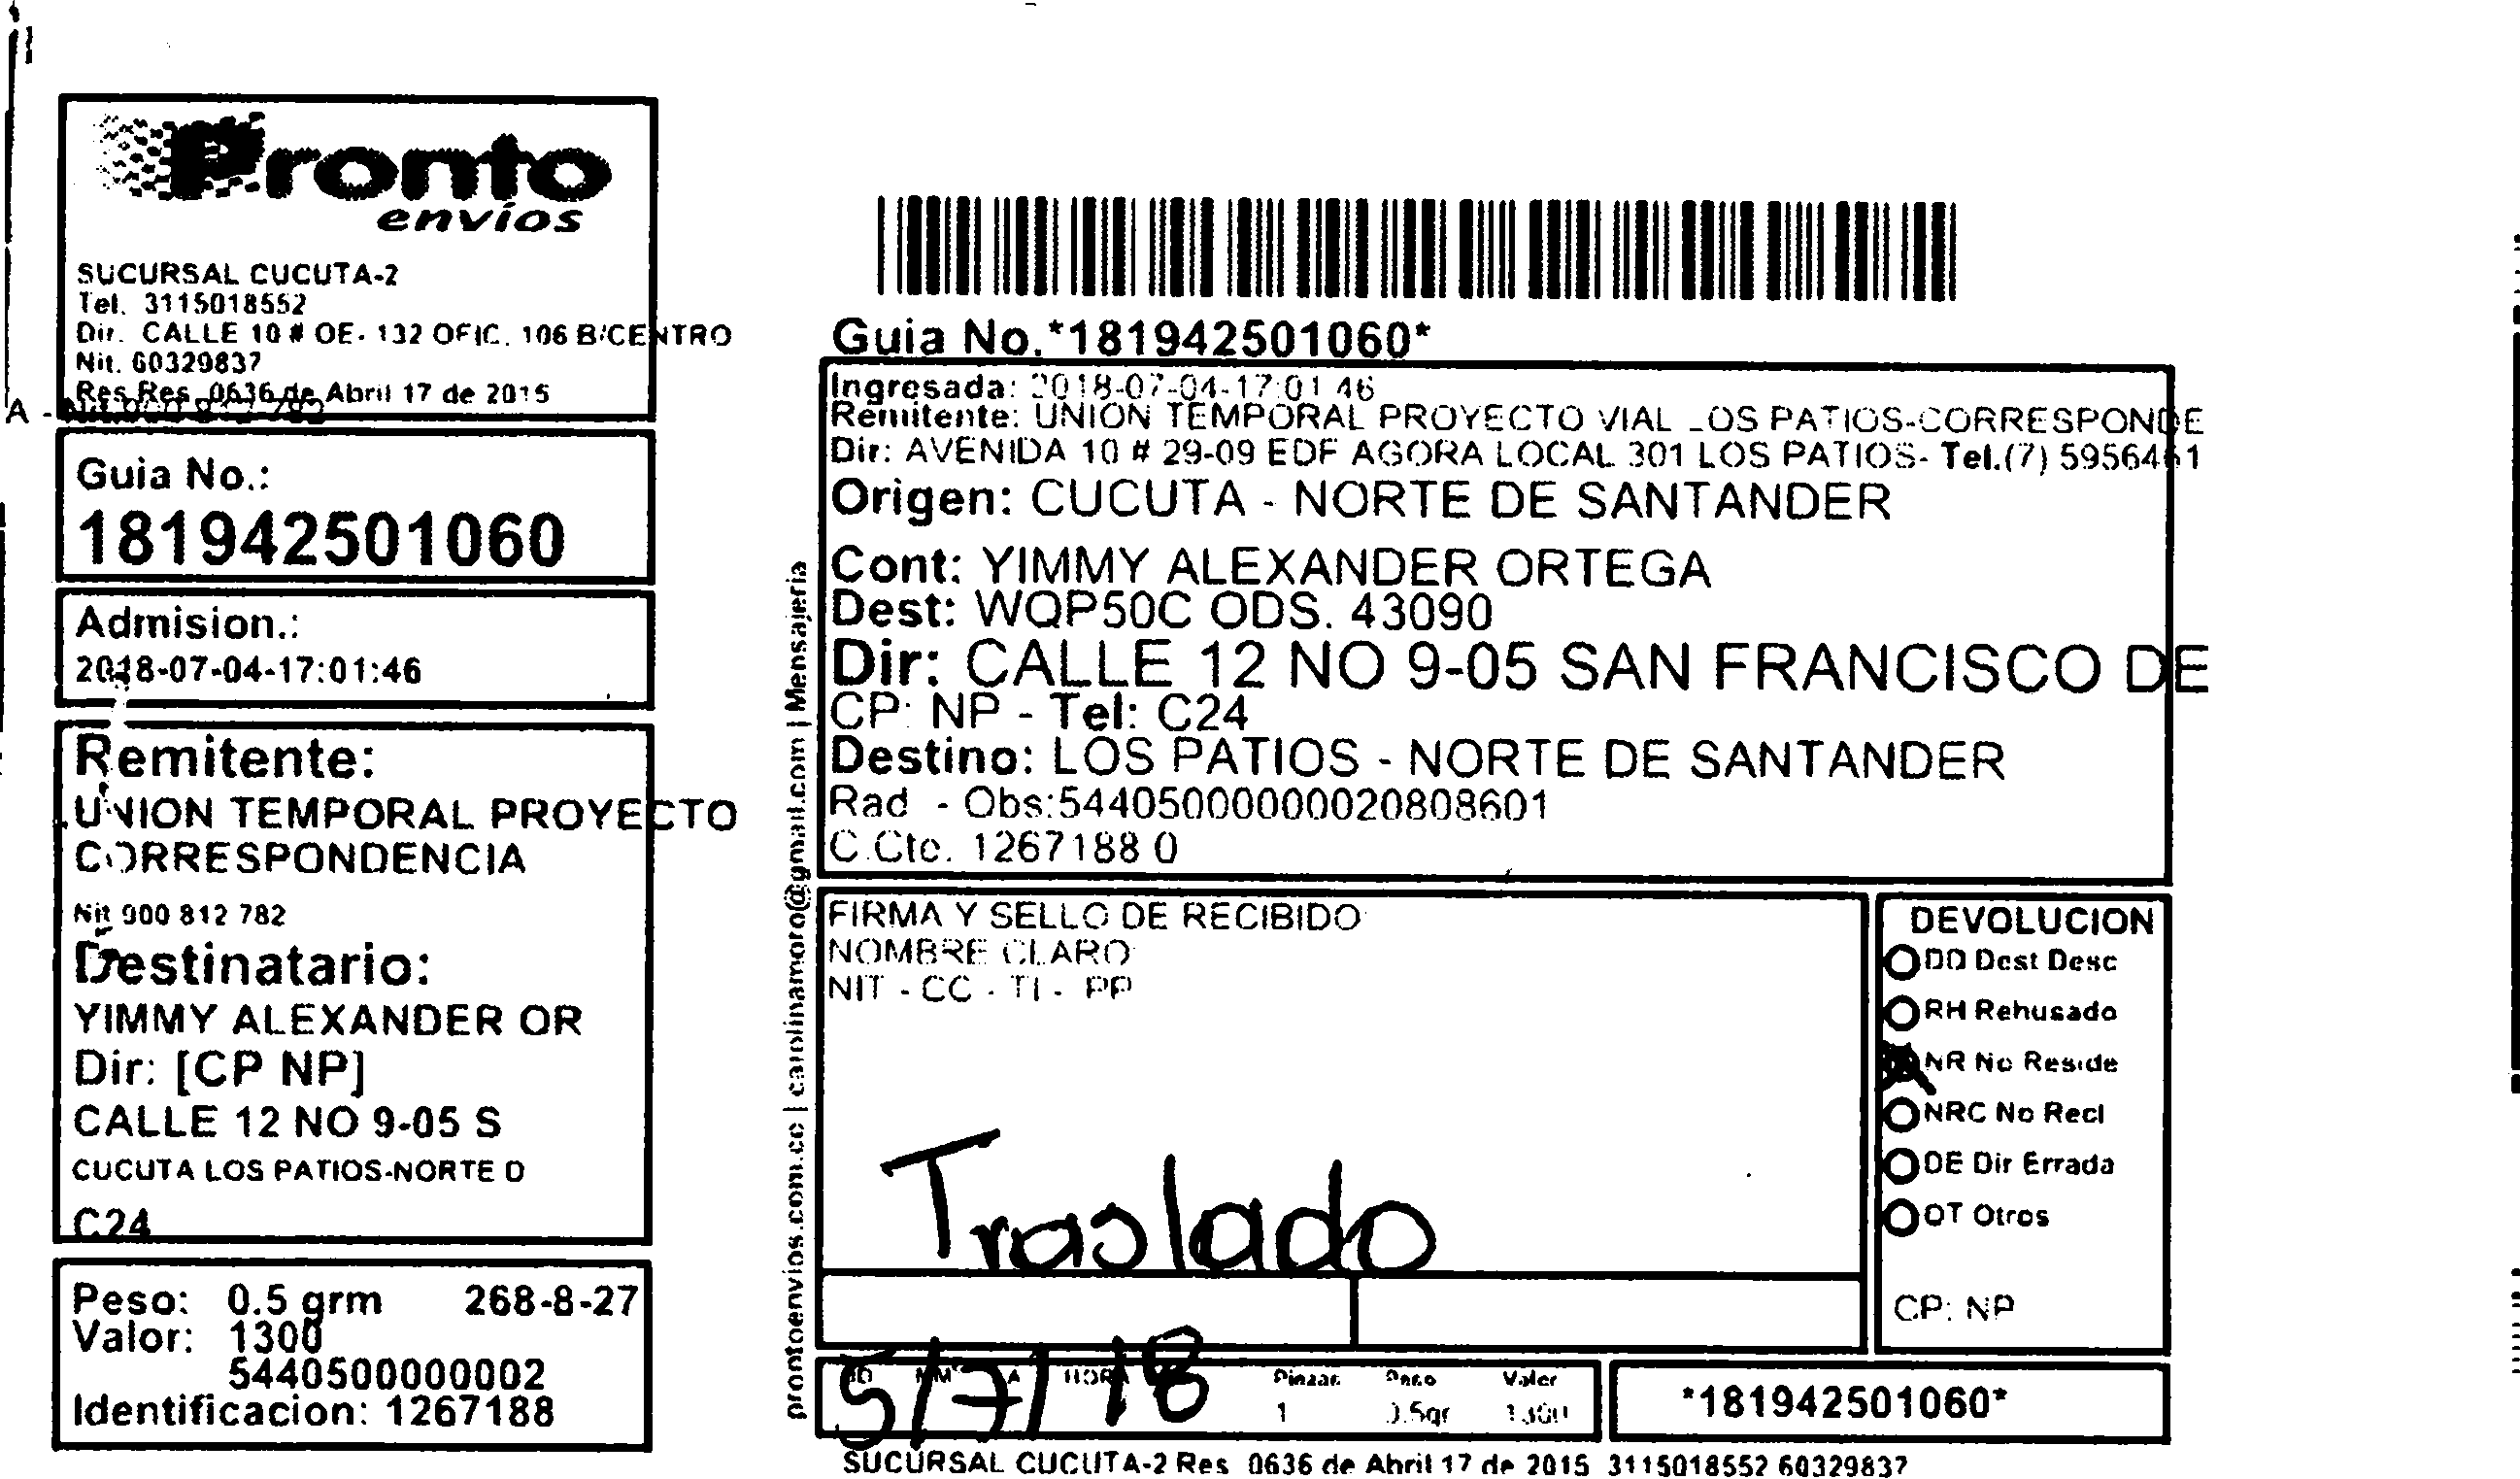 Pronto
envíos
SUCURSAL CUCUTA-2
Tel. 3115018552
Dir. CALLE 10 # OE- 132 OFIC. 106 B/CENTRO
Nit. 60329837
Res Res 0636 de Abril 17 de 2015
Guia No.:
181942501060
Admision.:
2018-07-04-17:01:46
Remitente:
UNION TEMPORAL PROYECTO
CORRESPONDENCIA
Nit 900 812 782
Destinatario:
YIMMY ALEXANDER OR
Dir: [CP NP]
CALLE 12 NO 9-05 S
CUCUTA LOS PATIOS-NORTE D
C24
Peso: 0.5 grm 268-8-27
Valor: 1300
5440500000002
Identificacion: 1267188
prontoenvios.com.co | carolinamoro@gmail.com | Mensajeria
Guia No.*181942501060*
Ingresada: 2018-07-04-17:01 46
Remitente: UNION TEMPORAL PROYECTO VIAL LOS PATIOS-CORRESPONDE
Dir: AVENIDA 10 # 29-09 EDF AGORA LOCAL 301 LOS PATIOS- Tel.(7) 5956461
Origen: CUCUTA - NORTE DE SANTANDER
Cont: YIMMY ALEXANDER ORTEGA
Dest: WQP50C ODS. 43090
Dir: CALLE 12 NO 9-05 SAN FRANCISCO DE
CP: NP - Tel: C24
Destino: LOS PATIOS - NORTE DE SANTANDER
Rad - Obs:544050000000020808601
C.Cto. 1267188 0
FIRMA Y SELLO DE RECIBIDO
NOMBRE CLARO
NIT - CC - TI - PP
Traslado
DEVOLUCION
DD Dest Desc
RH Rehusado
NR No Reside
NRC No Recl
DE Dir Errada
OT Otros
CP: NP
DD MM A HORA Piezas Peso Valor
5/7/18 1 0.5gr 1300
*181942501060*
SUCURSAL CUCUTA-2 Res 0636 de Abril 17 de 2015 3115018552 60329837